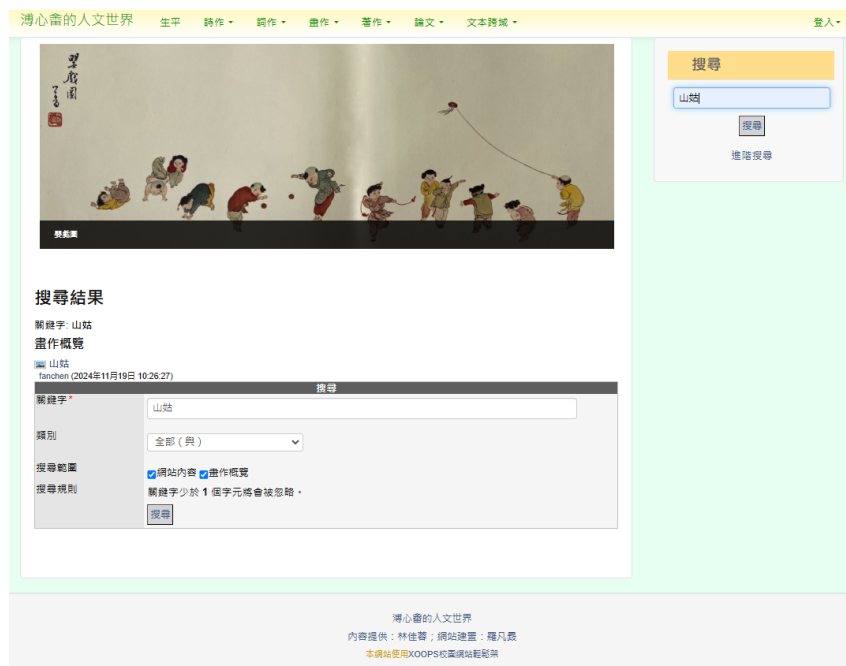 溥心畬的人文世界 生平 詩作 詞作 畫作 著作 論文 文本跨域 登入
嬰戲圖
嬰戲圖
搜尋
山姑
搜尋
進階搜尋
搜尋結果
關鍵字: 山姑
畫作概覽
山姑
fanchen (2024年11月19日 10:26:27)
搜尋
關鍵字*
山姑
類別
全部 ( 與 )
搜尋範圍
網站內容 畫作概覽
搜尋規則
關鍵字少於 1 個字元將會被忽略。
搜尋
溥心畬的人文世界
內容提供：林佳蓉；網站建置：羅凡晸
本網站使用XOOPS校園網站輕鬆架